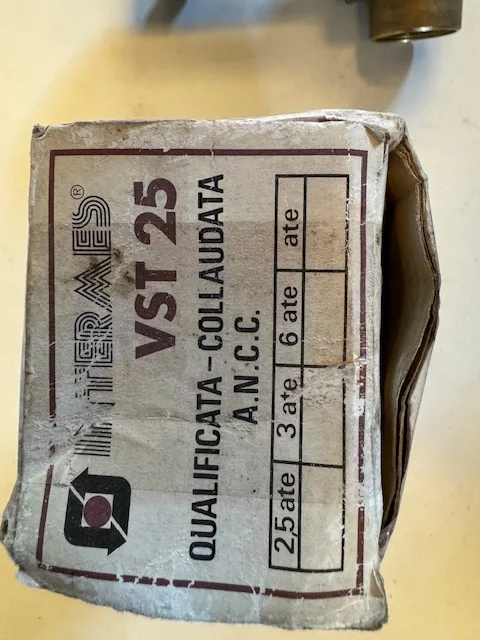 INTERMES®
VST 25
QUALIFICATA-COLLAUDATA
A.N.C.C.
2,5 ate 3 ate 6 ate ate